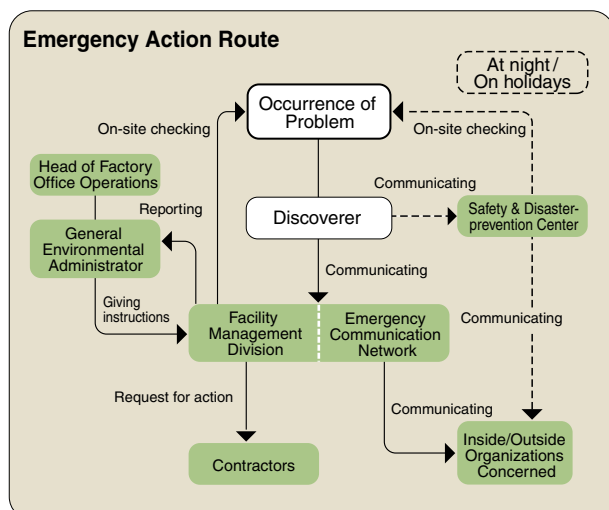 Emergency Action Route
At night /
On holidays
Occurrence of
Problem
On-site checking
On-site checking
Head of Factory
Office Operations
Communicating
Reporting
Discoverer
Safety & Disaster-
prevention Center
General
Environmental
Administrator
Communicating
Giving
instructions
Facility
Management
Division
Emergency
Communication
Network
Communicating
Request for action
Communicating
Contractors
Inside/Outside
Organizations
Concerned